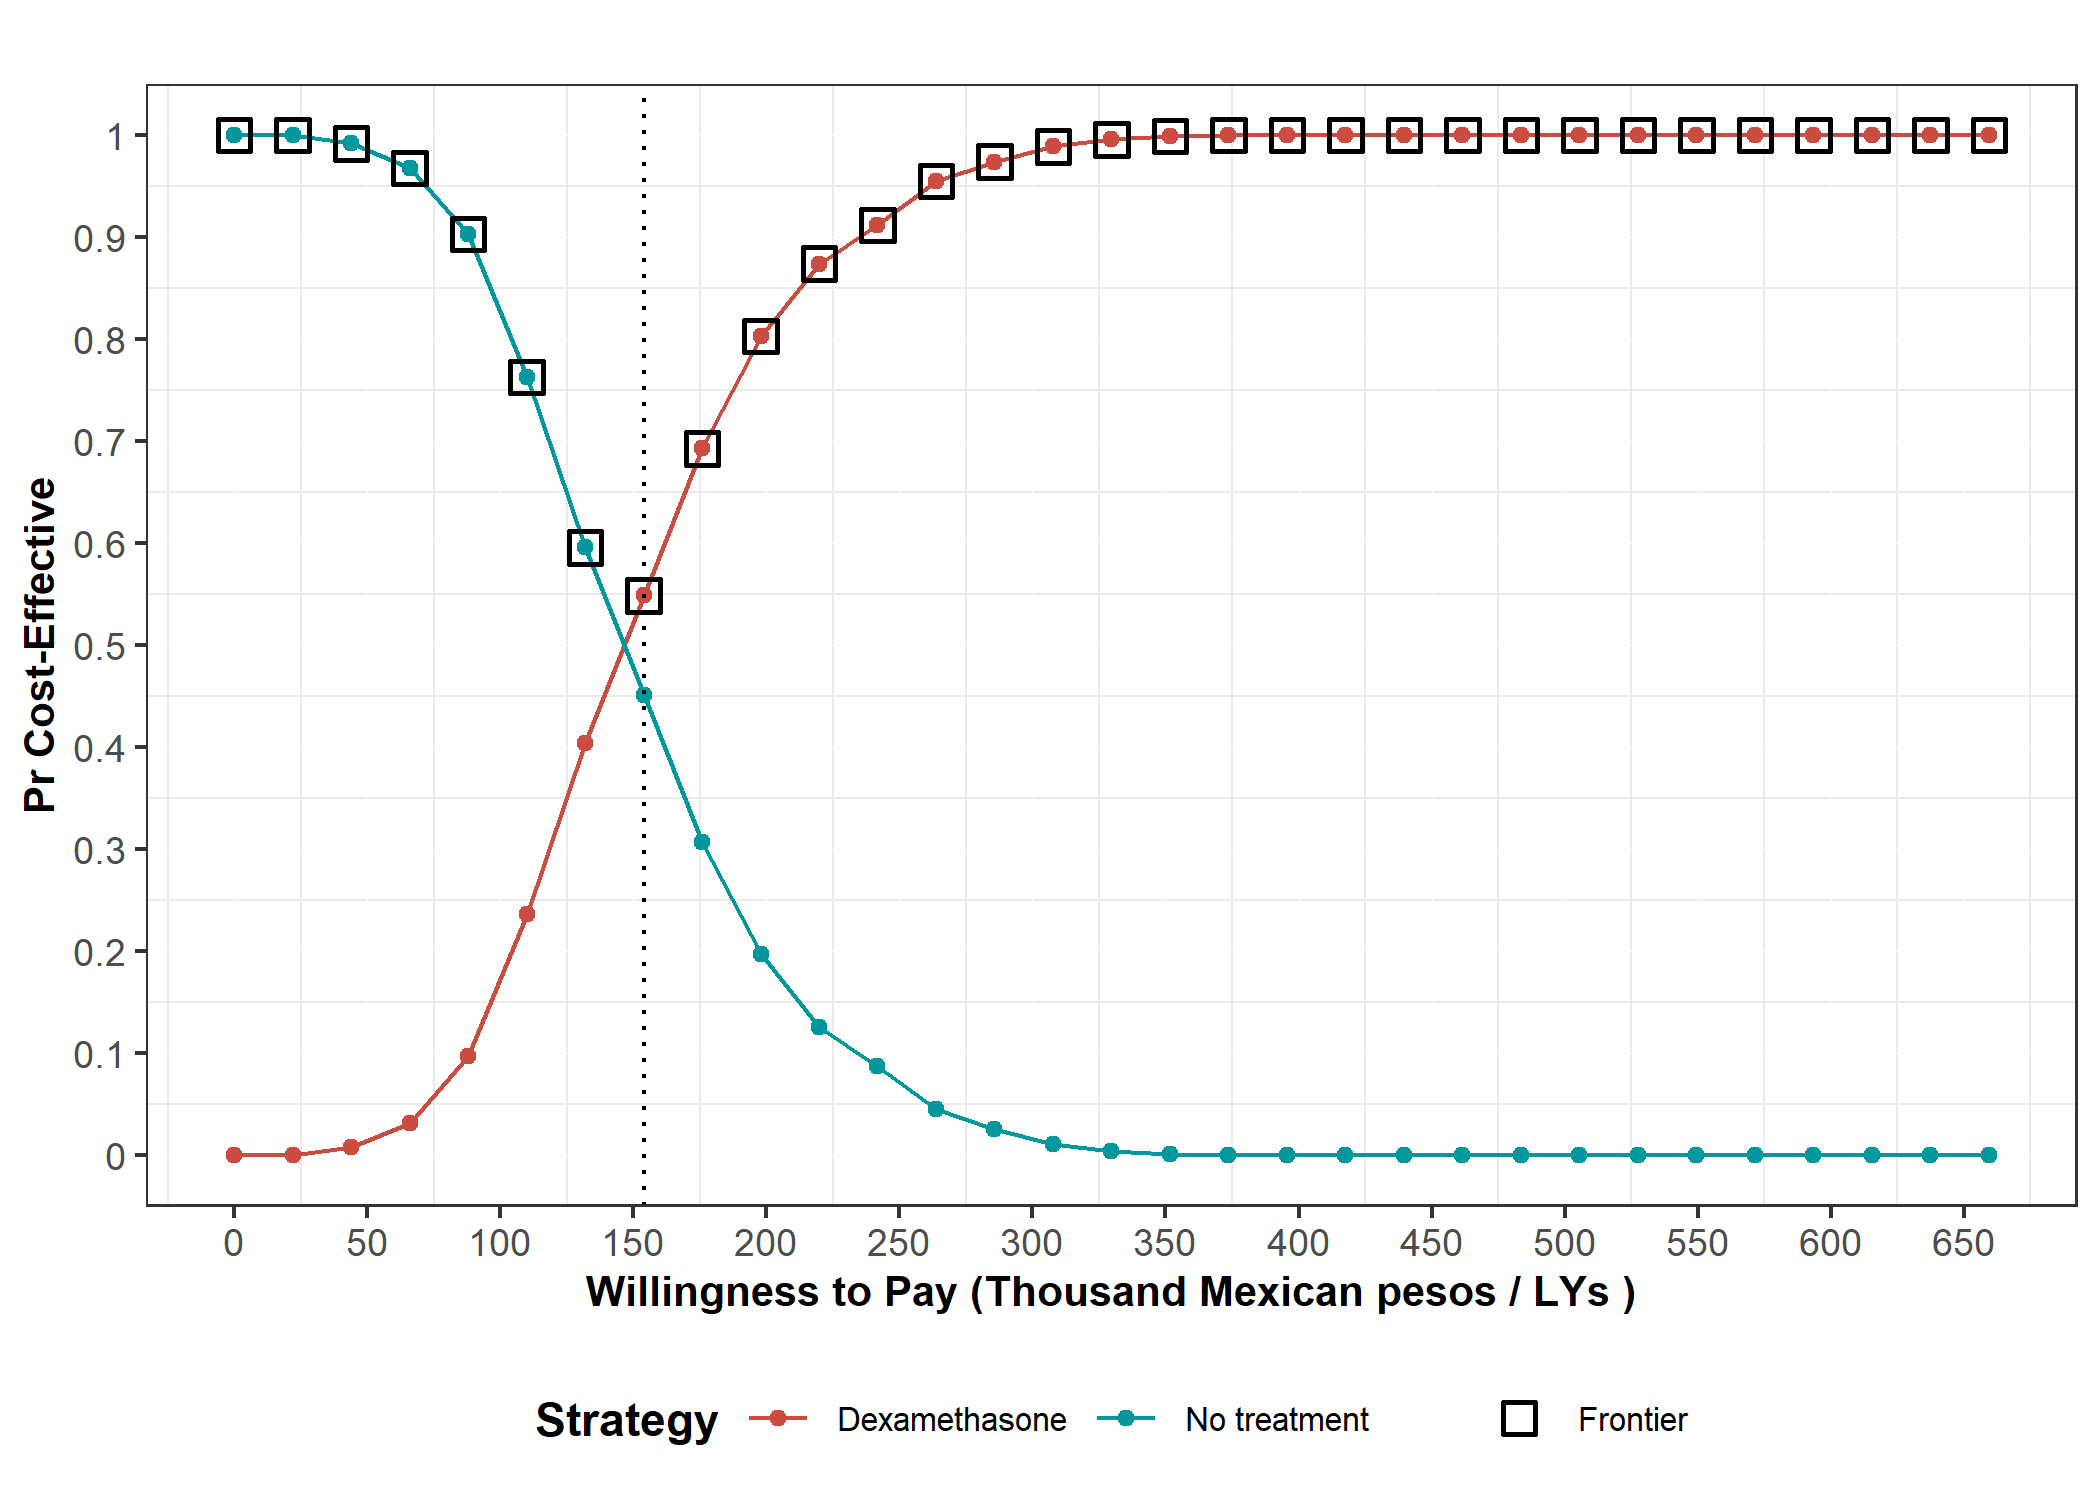 1
0.9
0.8
0.7
0.6
0.5
0.4
0.3
0.2
0.1
0
Pr Cost-Effective
0 50 100 150 200 250 300 350 400 450 500 550 600 650
Willingness to Pay (Thousand Mexican pesos / LYs )
Strategy Dexamethasone No treatment Frontier